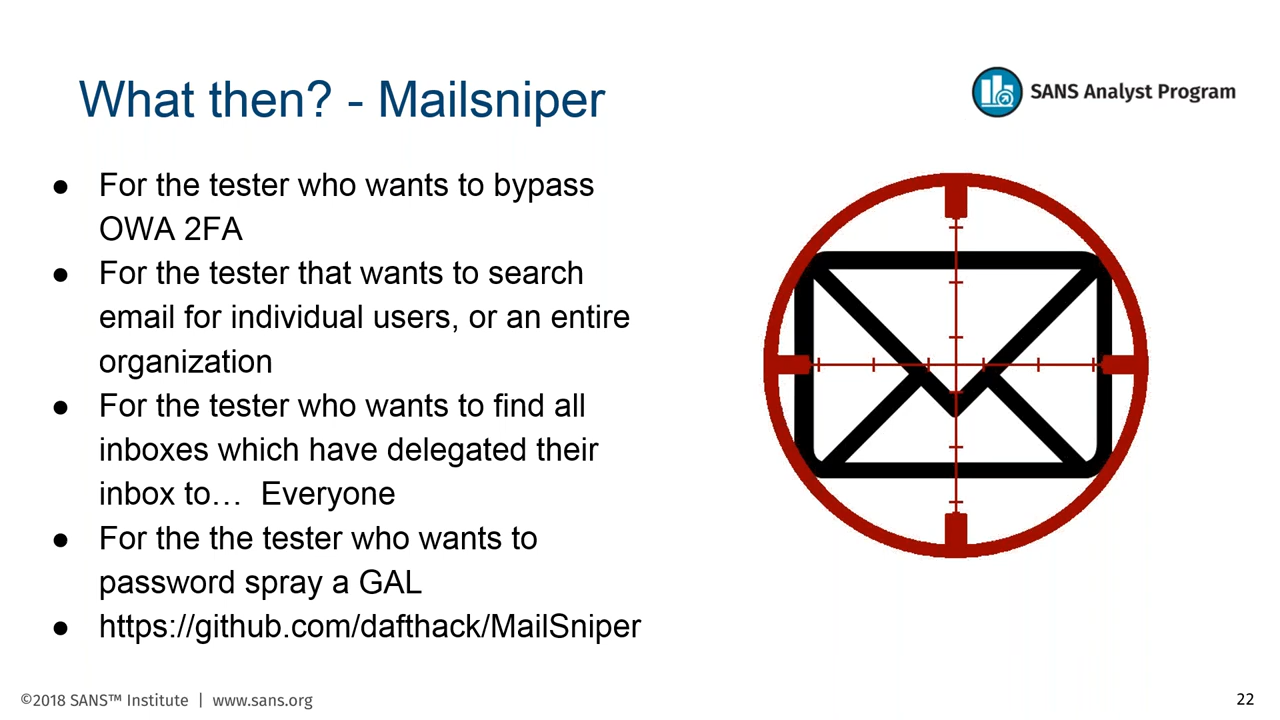 What then? - Mailsniper
SANS Analyst Program
● For the tester who wants to bypass
OWA 2FA
● For the tester that wants to search
email for individual users, or an entire
organization
● For the tester who wants to find all
inboxes which have delegated their
inbox to… Everyone
● For the the tester who wants to
password spray a GAL
● https://github.com/dafthack/MailSniper
©2018 SANS™ Institute | www.sans.org
22